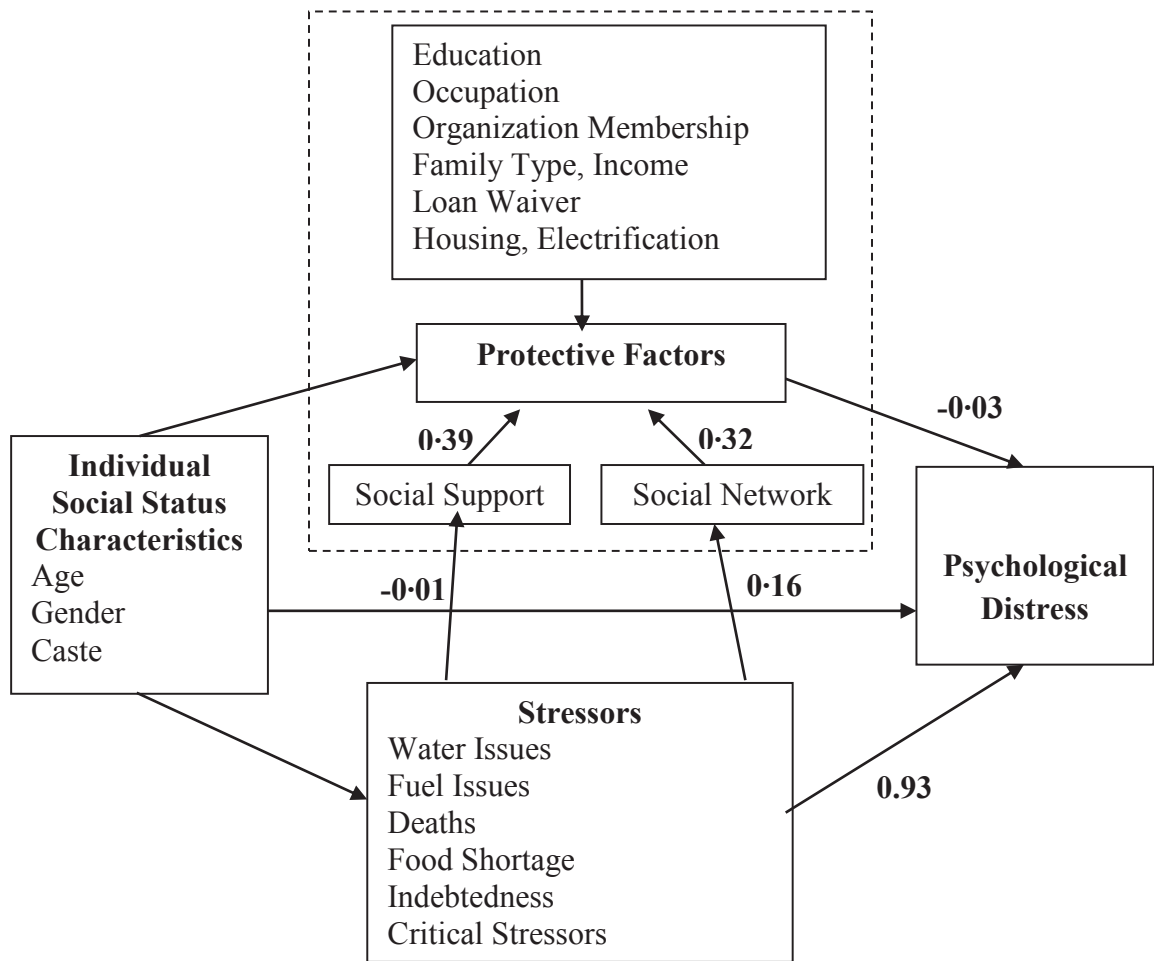 Education
Occupation
Organization Membership
Family Type, Income
Loan Waiver
Housing, Electrification
Protective Factors
-0·03
0·39
0·32
Individual
Social Status
Characteristics
Age
Gender
Caste
Social Support
Social Network
Psychological
Distress
-0·01
0·16
Stressors
Water Issues
Fuel Issues
Deaths
Food Shortage
Indebtedness
Critical Stressors
0.93